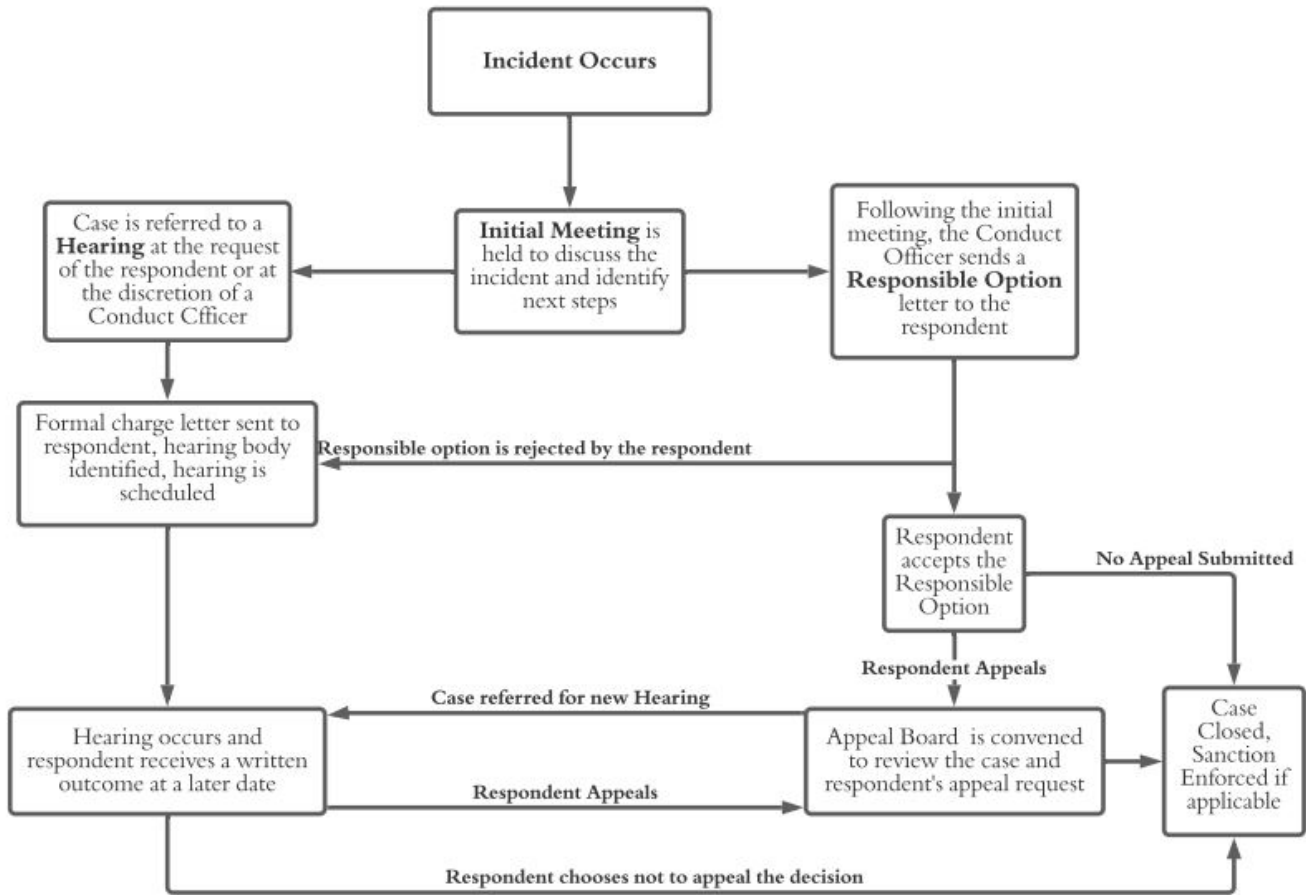 Incident Occurs
Case is referred to a
Hearing at the request
of the respondent or at
the discretion of a
Conduct Cfficer
Initial Meeting is
held to discuss the
incident and identify
next steps
Following the initial
meeting, the Conduct
Officer sends a
Responsible Option
letter to the
respondent
Formal charge letter sent to
respondent, hearing body
identified, hearing is
scheduled
Responsible option is rejected by the respondent
Respondent
accepts the
Responsible
Option
No Appeal Submitted
Respondent Appeals
Case referred for new Hearing
Hearing occurs and
respondent receives a written
outcome at a later date
Appeal Board is convened
to review the case and
respondent's appeal request
Case
Closed,
Sanction
Enforced if
applicable
Respondent Appeals
Respondent chooses not to appeal the decision